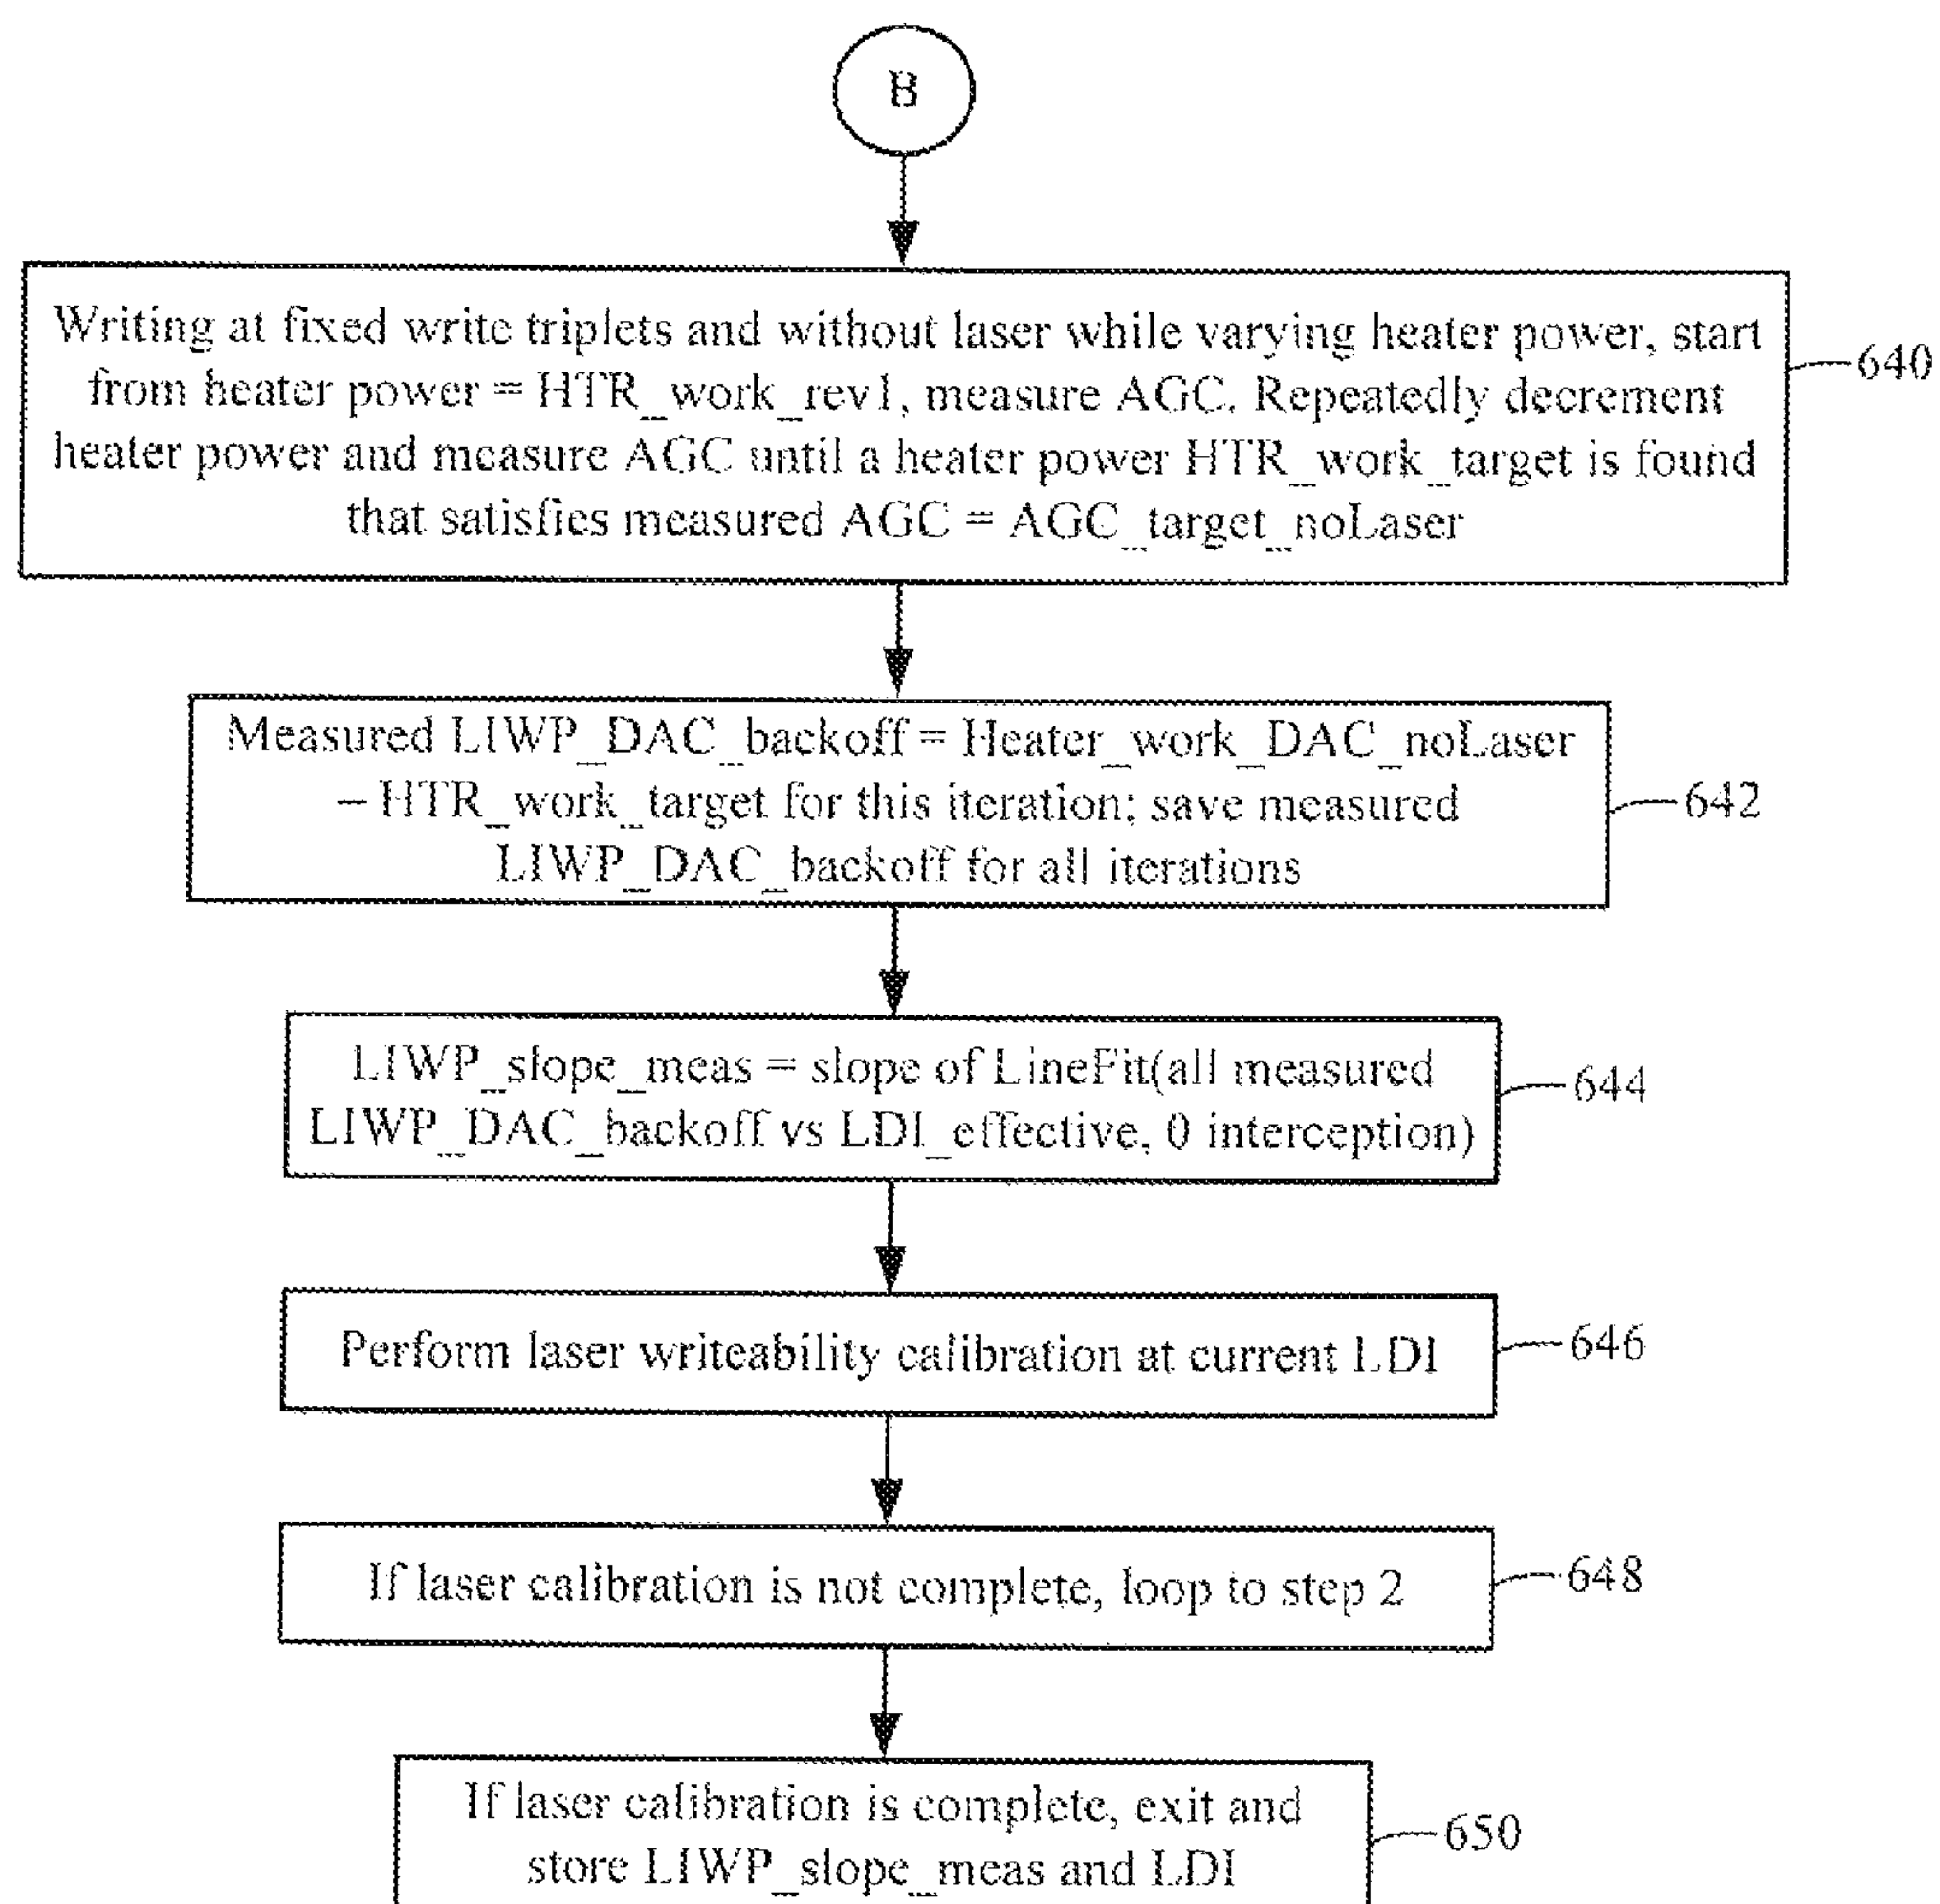 B
Writing at fixed write triplets and without laser while varying heater power, start
from heater power = HTR_work_rev1, measure AGC. Repeatedly decrement
heater power and measure AGC until a heater power HTR_work_target is found
that satisfies measured AGC = AGC_target_noLaser
640
Measured LIWP_DAC_backoff = Heater_work_DAC_noLaser
– HTR_work_target for this iteration; save measured
LIWP_DAC_backoff for all iterations
642
LIWP_slope_meas = slope of LineFit(all measured
LIWP_DAC_backoff vs LDI_effective, 0 interception)
644
Perform laser writeability calibration at current LDI
646
If laser calibration is not complete, loop to step 2
648
If laser calibration is complete, exit and
store LIWP_slope_meas and LDI
650